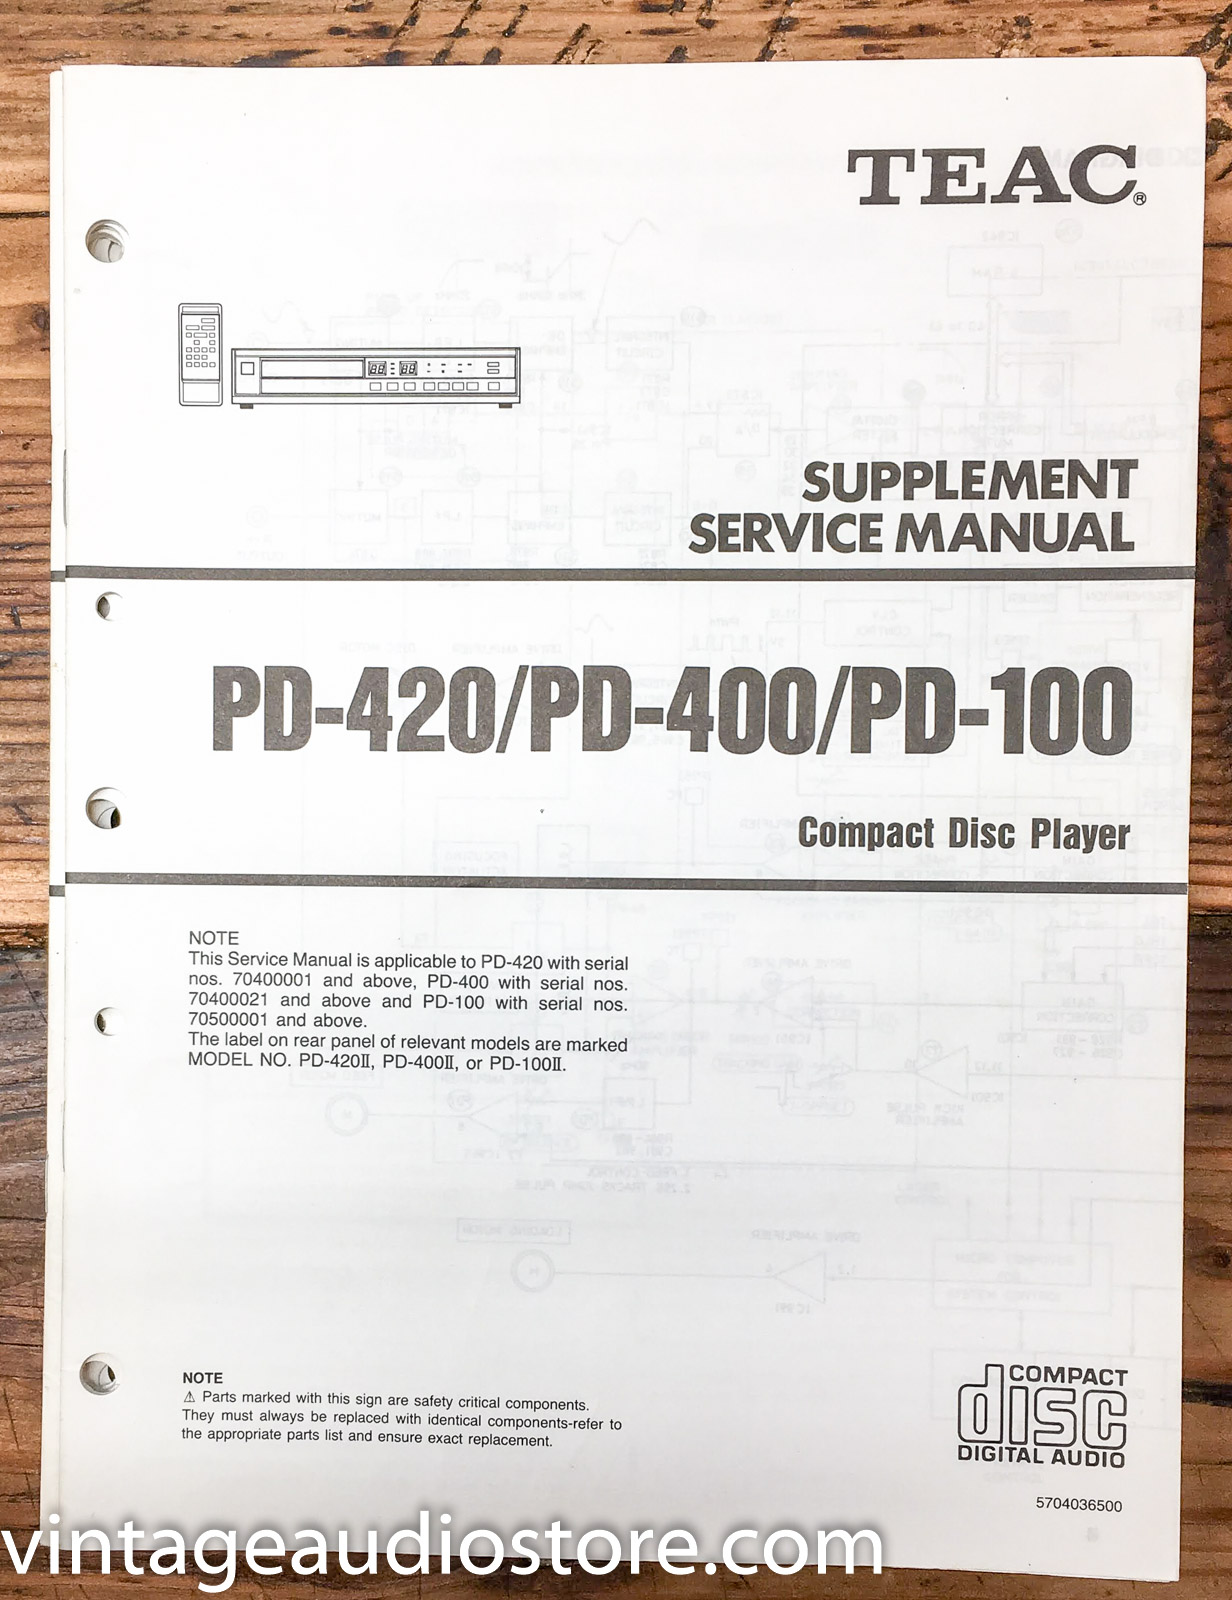 TEAC®
SUPPLEMENT
SERVICE MANUAL
PD-420/PD-400/PD-100
Compact Disc Player
NOTE
This Service Manual is applicable to PD-420 with serial
nos. 70400001 and above, PD-400 with serial nos.
70400021 and above and PD-100 with serial nos.
70500001 and above.
The label on rear panel of relevant models are marked
MODEL NO. PD-420II, PD-400II, or PD-100II.
NOTE
⚠ Parts marked with this sign are safety critical components.
They must always be replaced with identical components-refer to
the appropriate parts list and ensure exact replacement.
COMPACT
disc
DIGITAL AUDIO
5704036500
vintageaudiostore.com